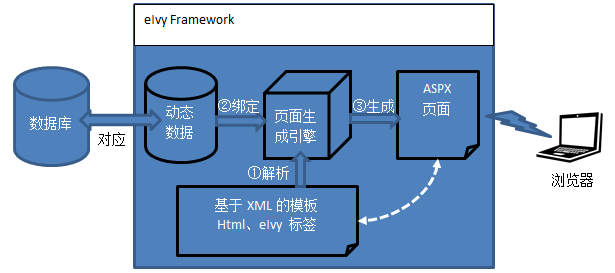 eIvy Framework
数据库
对应
动态
数据
②绑定
页面生
成引擎
③生成
ASPX
页面
①解析
基于 XML 的模板
Html、eIvy 标签
浏览器